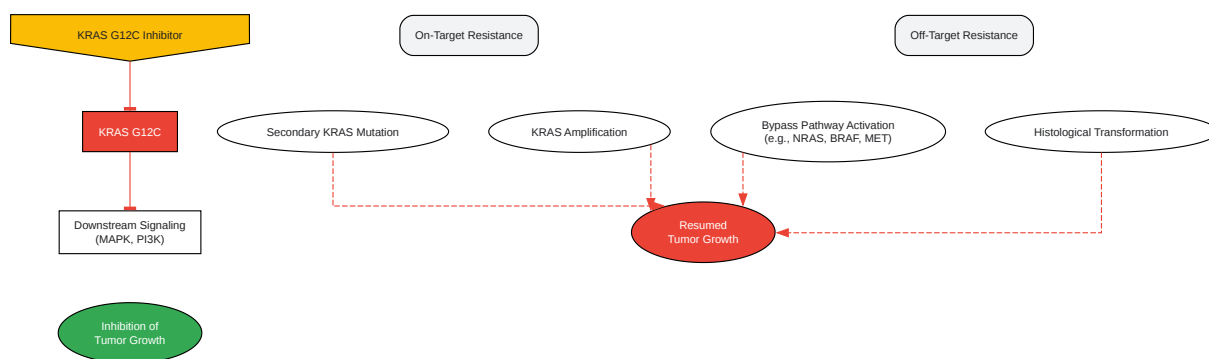 KRAS G12C Inhibitor
On-Target Resistance
Off-Target Resistance
KRAS G12C
Secondary KRAS Mutation
KRAS Amplification
Bypass Pathway Activation
(e.g., NRAS, BRAF, MET)
Histological Transformation
Downstream Signaling
(MAPK, PI3K)
Resumed
Tumor Growth
Inhibition of
Tumor Growth